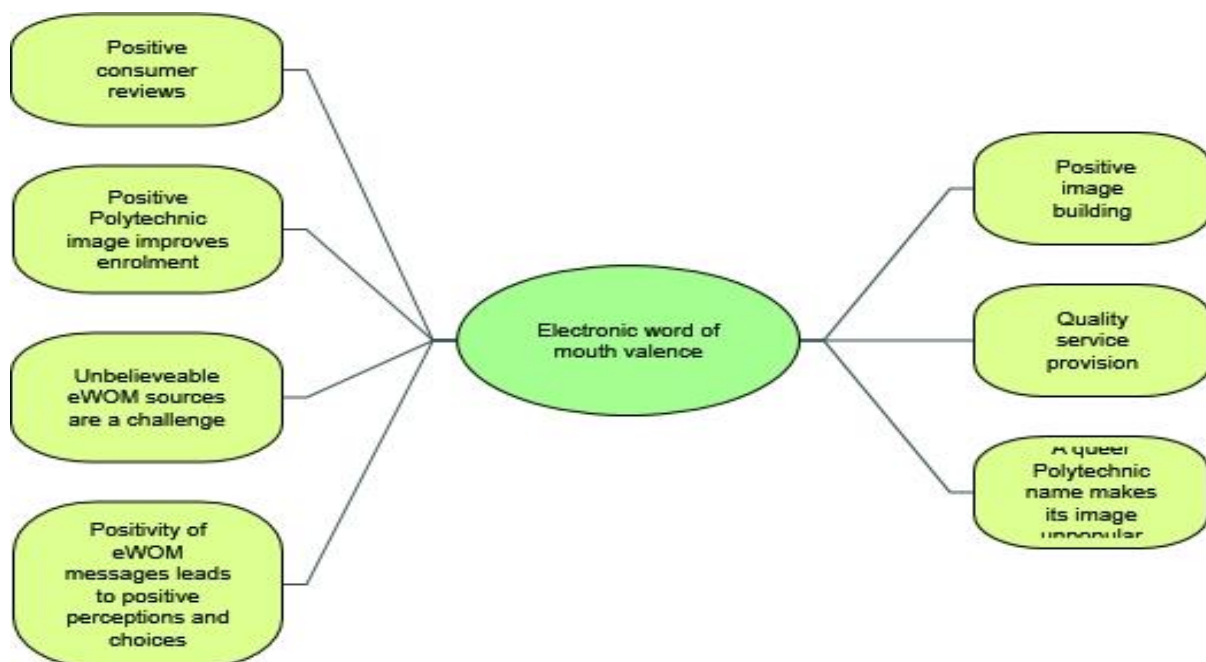 Positive
consumer
reviews
Positive
Polytechnic
image improves
enrolment
Unbelieveable
eWOM sources
are a challenge
Positivity of
eWOM
messages leads
to positive
perceptions and
choices
Electronic word of
mouth valence
Positive
image
building
Quality
service
provision
A queer
Polytechnic
name makes
its image
unpopular